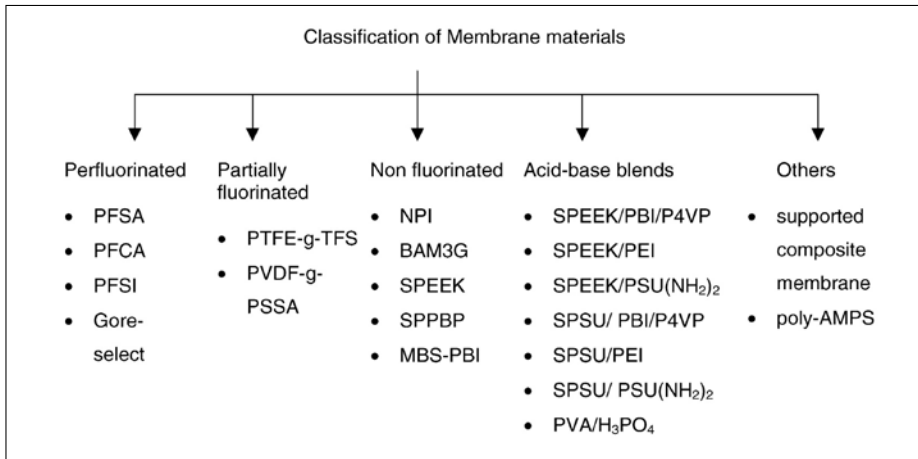 Classification of Membrane materials
Perfluorinated
• PFSA
• PFCA
• PFSI
• Gore-
select
Partially
fluorinated
• PTFE-g-TFS
• PVDF-g-
PSSA
Non fluorinated
• NPI
• BAM3G
• SPEEK
• SPPBP
• MBS-PBI
Acid-base blends
• SPEEK/PBI/P4VP
• SPEEK/PEI
• SPEEK/PSU(NH₂)₂
• SPSU/ PBI/P4VP
• SPSU/PEI
• SPSU/ PSU(NH₂)₂
• PVA/H₃PO₄
Others
• supported
composite
membrane
• poly-AMPS